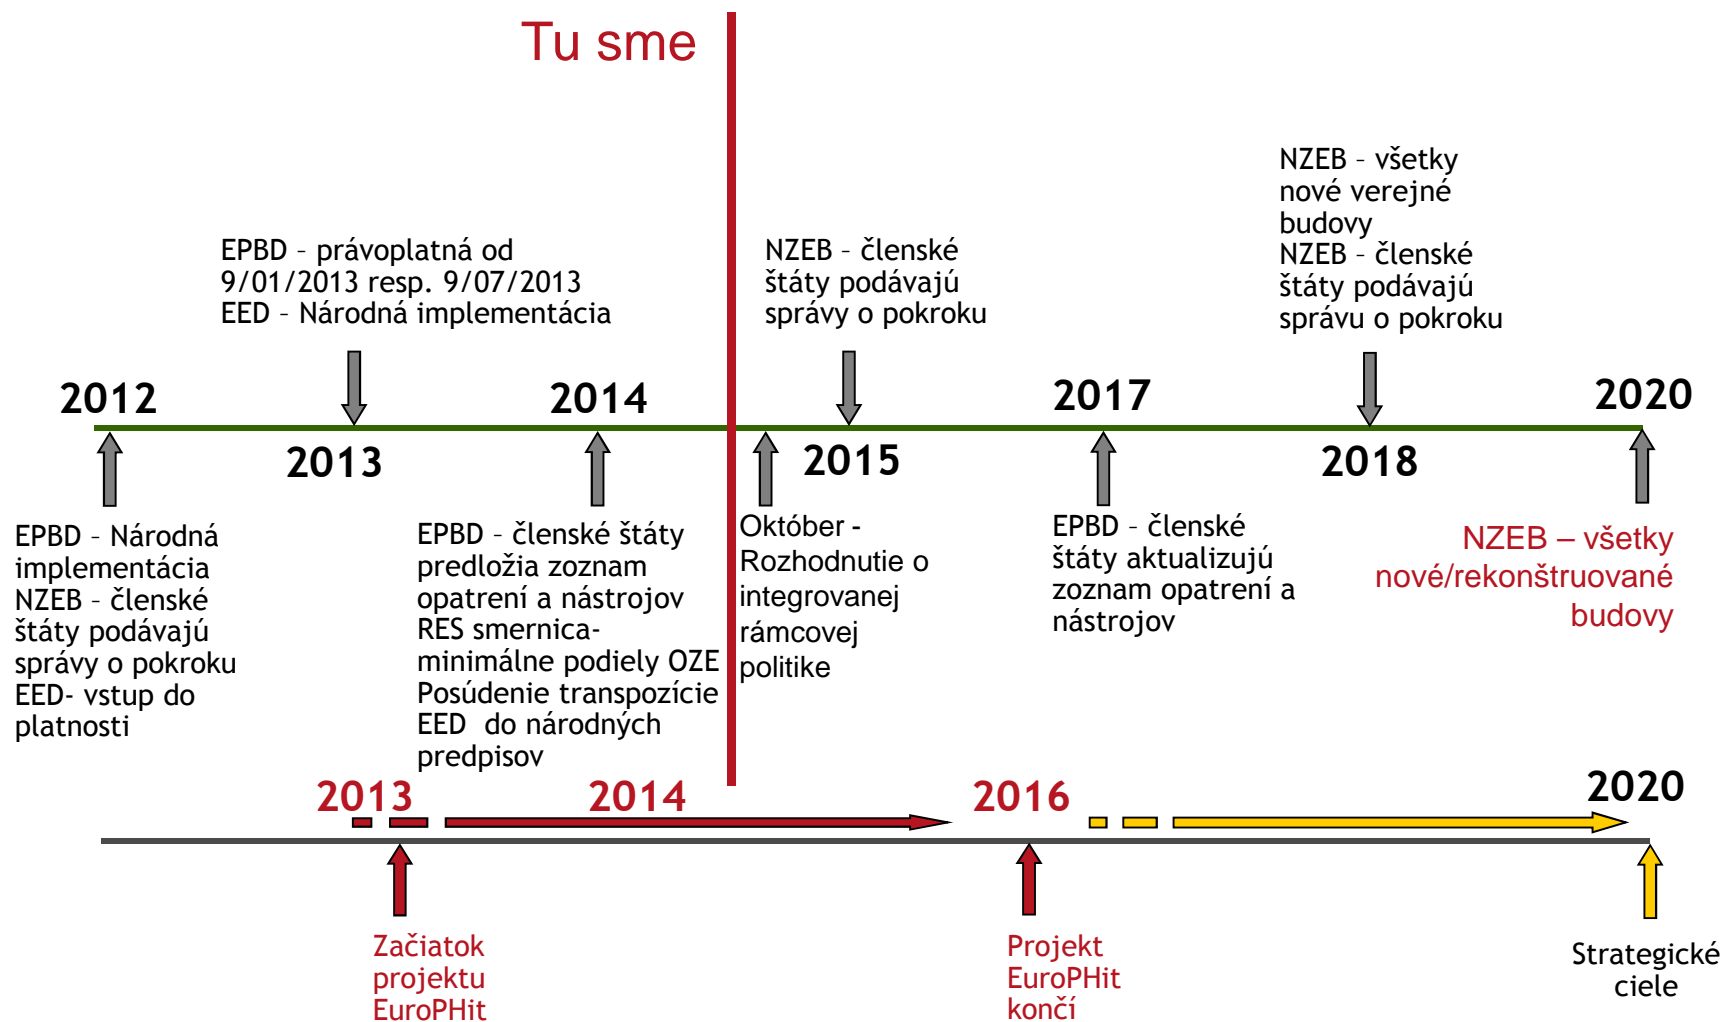 Tu sme
EPBD – právoplatná od
9/01/2013 resp. 9/07/2013
EED – Národná implementácia
NZEB – členské
štáty podávajú
správy o pokroku
NZEB – všetky
nové verejné
budovy
NZEB – členské
štáty podávajú
správu o pokroku
2012
2014
2017
2020
2013
2015
2018
EPBD – Národná
implementácia
NZEB – členské
štáty podávajú
správy o pokroku
EED- vstup do
platnosti
EPBD – členské štáty
predložia zoznam
opatrení a nástrojov
RES smernica-
minimálne podiely OZE
Posúdenie transpozície
EED do národných
predpisov
Október -
Rozhodnutie o
integrovanej
rámcovej
politike
EPBD – členské
štáty aktualizujú
zoznam opatrení a
nástrojov
NZEB – všetky
nové/rekonštruované
budovy
2013
2014
2016
2020
Začiatok
projektu
EuroPHit
Projekt
EuroPHit
končí
Strategické
ciele